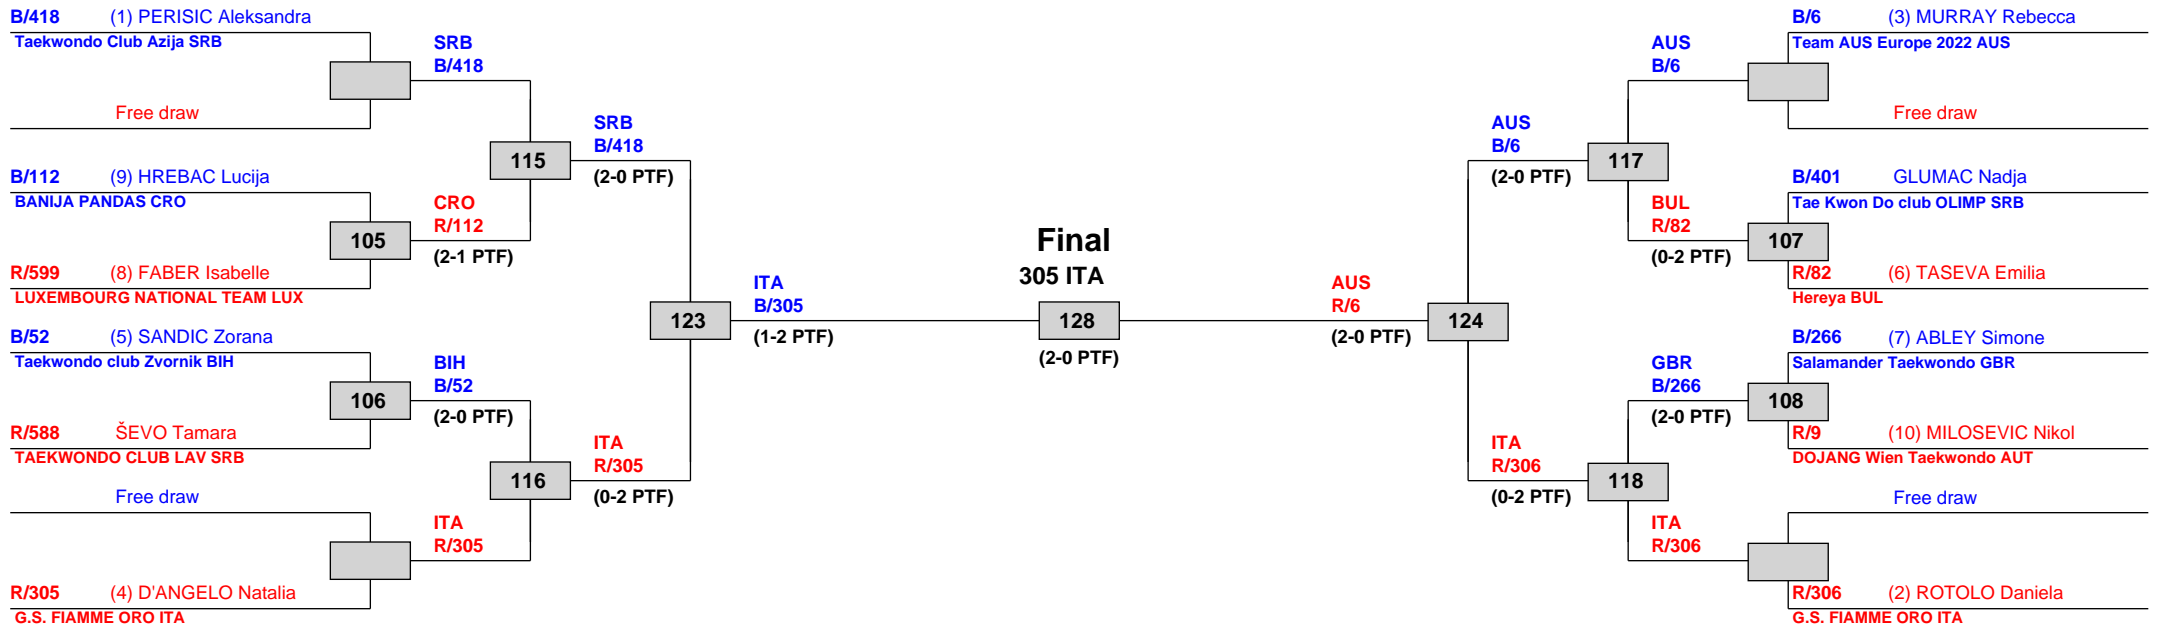 B/418 (1) PERISIC Aleksandra
Taekwondo Club Azija SRB
Free draw
B/112 (9) HREBAC Lucija
BANIJA PANDAS CRO
R/599 (8) FABER Isabelle
LUXEMBOURG NATIONAL TEAM LUX
B/52 (5) SANDIC Zorana
Taekwondo club Zvornik BIH
R/588 ŠEVO Tamara
TAEKWONDO CLUB LAV SRB
Free draw
R/305 (4) D'ANGELO Natalia
G.S. FIAMME ORO ITA
105
106
SRB
B/418
CRO
R/112
(2-1 PTF)
BIH
B/52
(2-0 PTF)
ITA
R/305
115
116
SRB
B/418
(2-0 PTF)
ITA
R/305
(0-2 PTF)
123
ITA
B/305
(1-2 PTF)
Final
305 ITA
128
(2-0 PTF)
AUS
R/6
(2-0 PTF)
124
AUS
B/6
(2-0 PTF)
ITA
R/306
(0-2 PTF)
117
118
AUS
B/6
BUL
R/82
(0-2 PTF)
GBR
B/266
(2-0 PTF)
ITA
R/306
107
108
B/6 (3) MURRAY Rebecca
Team AUS Europe 2022 AUS
Free draw
B/401 GLUMAC Nadja
Tae Kwon Do club OLIMP SRB
R/82 (6) TASEVA Emilia
Hereya BUL
B/266 (7) ABLEY Simone
Salamander Taekwondo GBR
R/9 (10) MILOSEVIC Nikol
DOJANG Wien Taekwondo AUT
Free draw
R/306 (2) ROTOLO Daniela
G.S. FIAMME ORO ITA